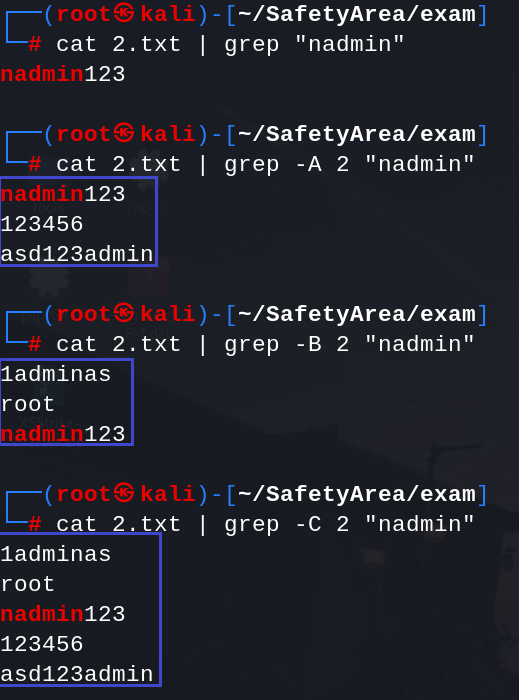 (root㉿kali)-[~/SafetyArea/exam]
# cat 2.txt | grep "nadmin"
nadmin123
(root㉿kali)-[~/SafetyArea/exam]
# cat 2.txt | grep -A 2 "nadmin"
nadmin123
123456
asd123admin
(root㉿kali)-[~/SafetyArea/exam]
# cat 2.txt | grep -B 2 "nadmin"
1adminas
root
nadmin123
(root㉿kali)-[~/SafetyArea/exam]
# cat 2.txt | grep -C 2 "nadmin"
1adminas
root
nadmin123
123456
asd123admin